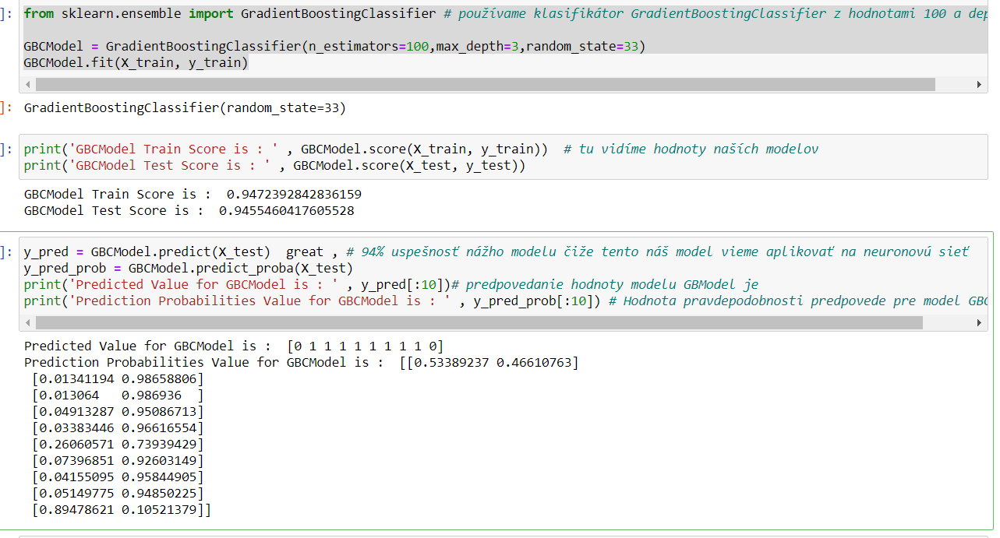 ]: from sklearn.ensemble import GradientBoostingClassifier # používame klasifikátor GradientBoostingClassifier z hodnotami 100 a
GBCModel = GradientBoostingClassifier(n_estimators=100,max_depth=3,random_state=33)
GBCModel.fit(X_train, y_train)
]: GradientBoostingClassifier(random_state=33)
]: print('GBCModel Train Score is : ' , GBCModel.score(X_train, y_train))  # tu vidíme hodnoty naších modelov
print('GBCModel Test Score is : ' , GBCModel.score(X_test, y_test))
GBCModel Train Score is :  0.9472392842836159
GBCModel Test Score is :  0.9455460417605528
]: y_pred = GBCModel.predict(X_test)  great , # 94% uspešnosť nážho modelu čiže tento náš model vieme aplikovať na neuronovú sieť
y_pred_prob = GBCModel.predict_proba(X_test)
print('Predicted Value for GBCModel is : ' , y_pred[:10])# predpovedanie hodnoty modelu GBModel je
print('Prediction Probabilities Value for GBCModel is : ' , y_pred_prob[:10]) # Hodnota pravdepodobnosti predpovede pre model
Predicted Value for GBCModel is :  [0 1 1 1 1 1 1 1 1 0]
Prediction Probabilities Value for GBCModel is :  [[0.53389237 0.46610763]
[0.01341194 0.98658806]
[0.013064   0.986936  ]
[0.04913287 0.95086713]
[0.03383446 0.96616554]
[0.26060571 0.73939429]
[0.07396851 0.92603149]
[0.04155095 0.95844905]
[0.05149775 0.94850225]
[0.89478621 0.10521379]]